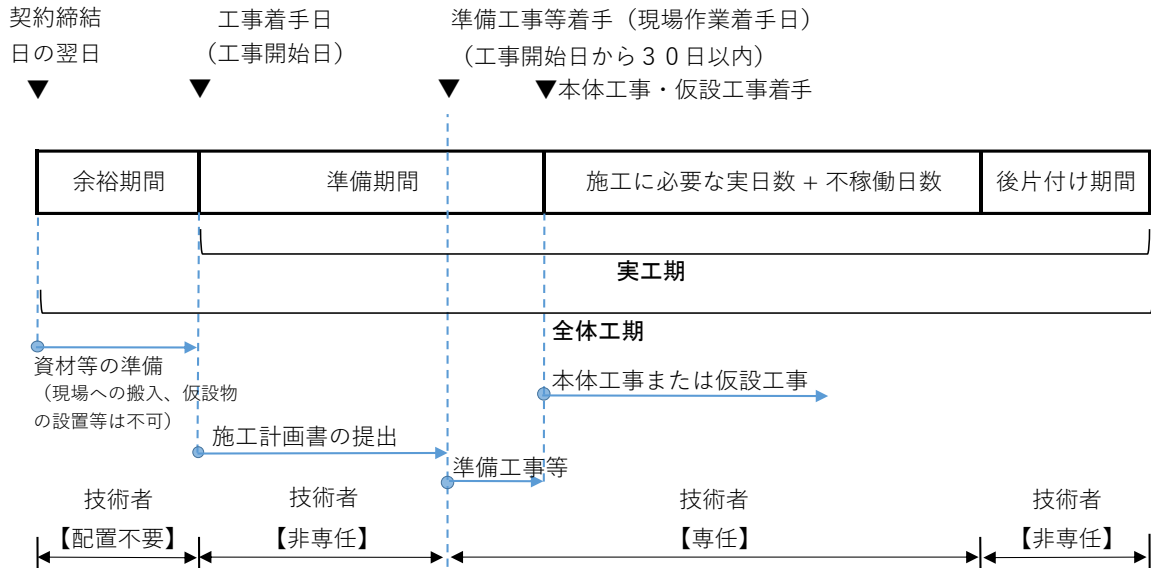 契約締結
日の翌日
工事着手日
（工事開始日）
準備工事等着手（現場作業着手日）
（工事開始日から３０日以内）
▼
▼
▼
▼本体工事・仮設工事着手
余裕期間
準備期間
施工に必要な実日数 + 不稼働日数
後片付け期間
実工期
全体工期
資材等の準備
（現場への搬入、仮設物
の設置等は不可）
本体工事または仮設工事
施工計画書の提出
準備工事等
技術者
【配置不要】
技術者
【非専任】
技術者
【専任】
技術者
【非専任】